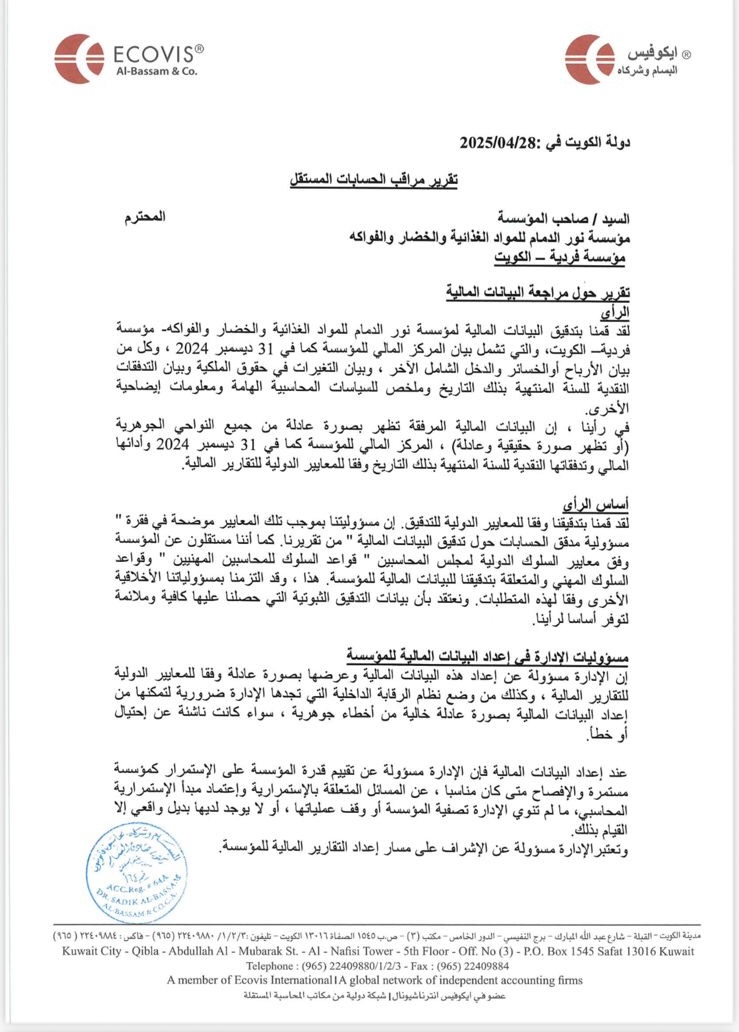 ECOVIS®
Al-Bassam & Co.
ايكوفيس ®
البسام وشركاه
دولة الكويت في :2025/04/28
تقرير مراقب الحسابات المستقل
السيد / صاحب المؤسسة المحترم
مؤسسة نور الدمام للمواد الغذائية والخضار والفواكه
مؤسسة فردية – الكويت
تقرير حول مراجعة البيانات المالية
الرأي
لقد قمنا بتدقيق البيانات المالية لمؤسسة نور الدمام للمواد الغذائية والخضار والفواكه- مؤسسة
فردية– الكويت، والتي تشمل بيان المركز المالي للمؤسسة كما في 31 ديسمبر 2024 ، وكل من
بيان الأرباح أوالخسائر والدخل الشامل الآخر ، وبيان التغيرات في حقوق الملكية وبيان التدفقات
النقدية للسنة المنتهية بذلك التاريخ وملخص للسياسات المحاسبية الهامة ومعلومات إيضاحية
الأخرى.
في رأينا ، إن البيانات المالية المرفقة تظهر بصورة عادلة من جميع النواحي الجوهرية
(أو تظهر صورة حقيقية وعادلة) ، المركز المالي للمؤسسة كما في 31 ديسمبر 2024 وأدائها
المالي وتدفقاتها النقدية للسنة المنتهية بذلك التاريخ وفقا للمعايير الدولية للتقارير المالية.
أساس الرأي
لقد قمنا بتدقيقنا وفقا للمعايير الدولية للتدقيق. إن مسؤوليتنا بموجب تلك المعايير موضحة في فقرة "
مسؤولية مدقق الحسابات حول تدقيق البيانات المالية " من تقريرنا. كما أننا مستقلون عن المؤسسة
وفق معايير السلوك الدولية لمجلس المحاسبين " قواعد السلوك للمحاسبين المهنيين " وقواعد
السلوك المهني والمتعلقة بتدقيقنا للبيانات المالية للمؤسسة. هذا ، وقد التزمنا بمسؤولياتنا الأخلاقية
الأخرى وفقا لهذه المتطلبات. ونعتقد بأن بيانات التدقيق الثبوتية التي حصلنا عليها كافية وملائمة
لتوفر أساسا لرأينا.
مسؤوليات الإدارة في إعداد البيانات المالية للمؤسسة
إن الإدارة مسؤولة عن إعداد هذه البيانات المالية وعرضها بصورة عادلة وفقا للمعايير الدولية
للتقارير المالية ، وكذلك من وضع نظام الرقابة الداخلية التي تجدها الإدارة ضرورية لتمكنها من
إعداد البيانات المالية بصورة عادلة خالية من أخطاء جوهرية ، سواء كانت ناشئة عن إحتيال
أو خطأ.
عند إعداد البيانات المالية فإن الإدارة مسؤولة عن تقييم قدرة المؤسسة على الإستمرار كمؤسسة
مستمرة والإفصاح متى كان مناسبا ، عن المسائل المتعلقة بالإستمرارية وإعتماد مبدأ الإستمرارية
المحاسبي، ما لم تنوي الإدارة تصفية المؤسسة أو وقف عملياتها ، أو لا يوجد لديها بديل واقعي إلا
القيام بذلك.
وتعتبرالإدارة مسؤولة عن الإشراف على مسار إعداد التقارير المالية للمؤسسة.
ACC.Reg. # 64A
DR. SADIK AL-BASSAM
AL-BASSAM & CO.C.A.
مدينة الكويت – القبلة – شارع عبد الله المبارك – برج النفيسي – الدور الخامس – مكتب (٣) – ص.ب ١٥٤٥ الصفاة ١٣٠١٦ الكويت – تليفون :١/٢/٣/ ٢٢٤٠٩٨٨٠ (٩٦٥) – فاكس : ٢٢٤٠٩٨٨٤ (٩٦٥)
Kuwait City - Qibla - Abdullah Al - Mubarak St. - Al - Nafisi Tower - 5th Floor - Off. No (3) - P.O. Box 1545 Safat 13016 Kuwait
Telephone : (965) 22409880/1/2/3 - Fax : (965) 22409884
A member of Ecovis International|A global network of independent accounting firms
عضو في ايكوفيس انترناشيونال| شبكة دولية من مكاتب المحاسبة المستقلة